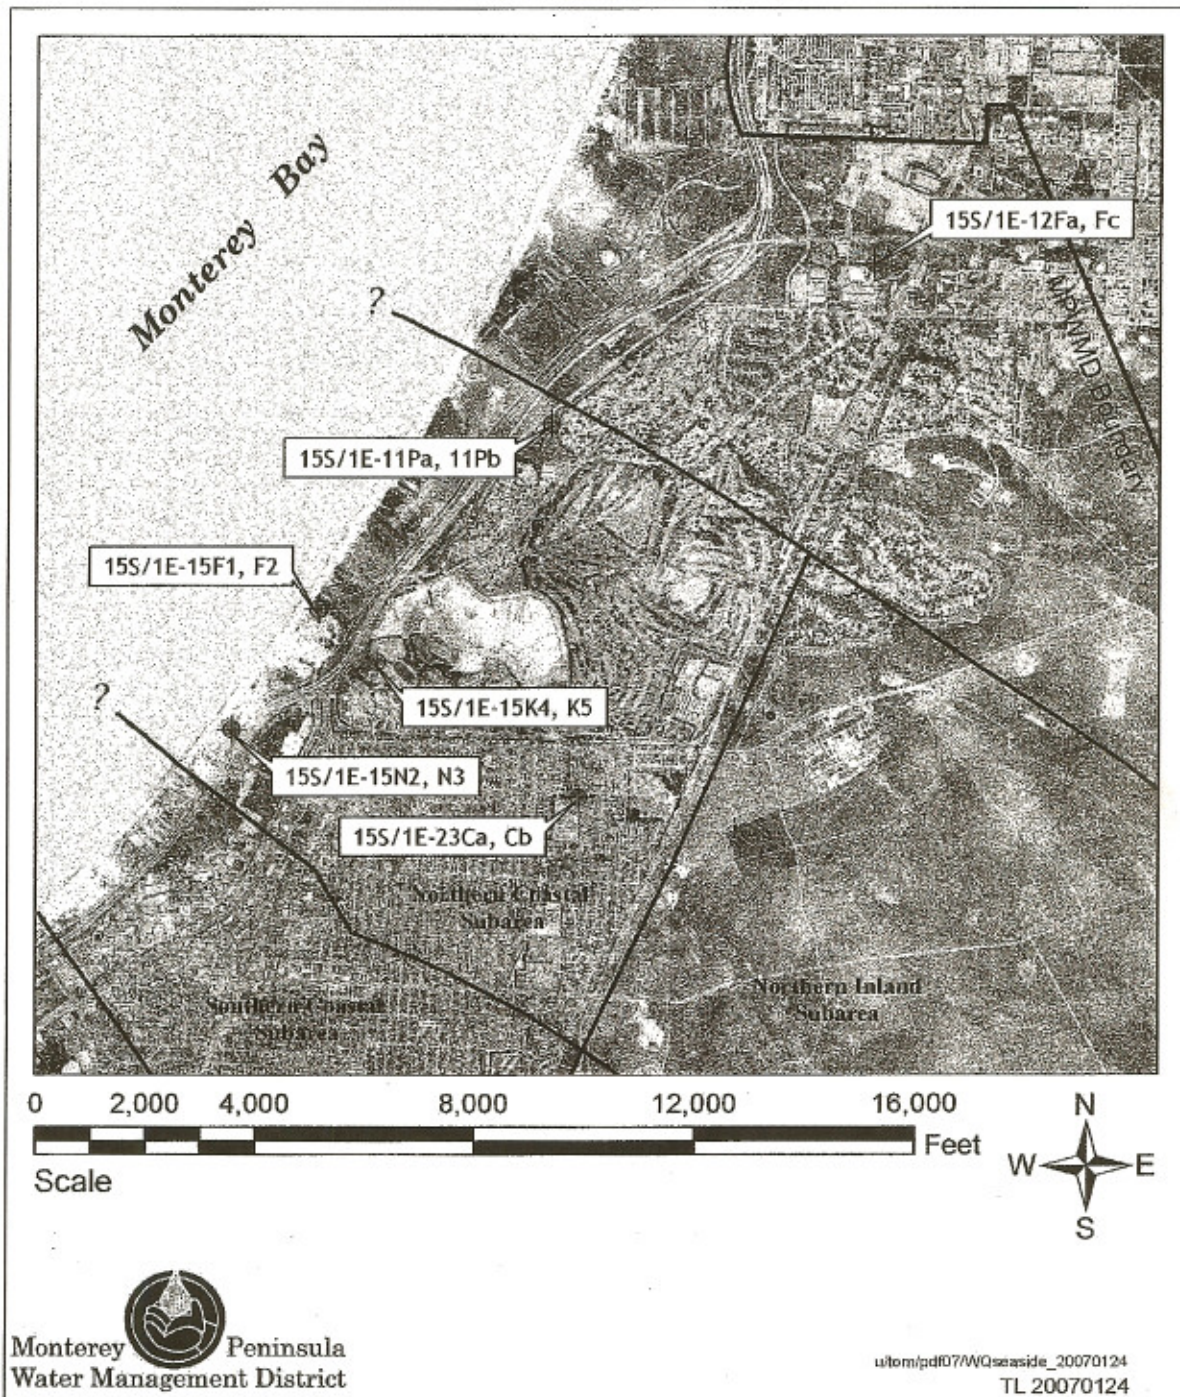 Monterey Bay
15S/1E-12Fa, Fc
?
MPWMD Boundary
15S/1E-11Pa, 11Pb
15S/1E-15F1, F2
?
15S/1E-15K4, K5
15S/1E-15N2, N3
15S/1E-23Ca, Cb
Northern Coastal
Subarea
Northern Inland
Subarea
Southern Coastal
Subarea
0 2,000 4,000 8,000 12,000 16,000
Feet
Scale
N
W E
S
Monterey Peninsula
Water Management District
u/tom/pdf07/WQseaside_20070124
TL 20070124